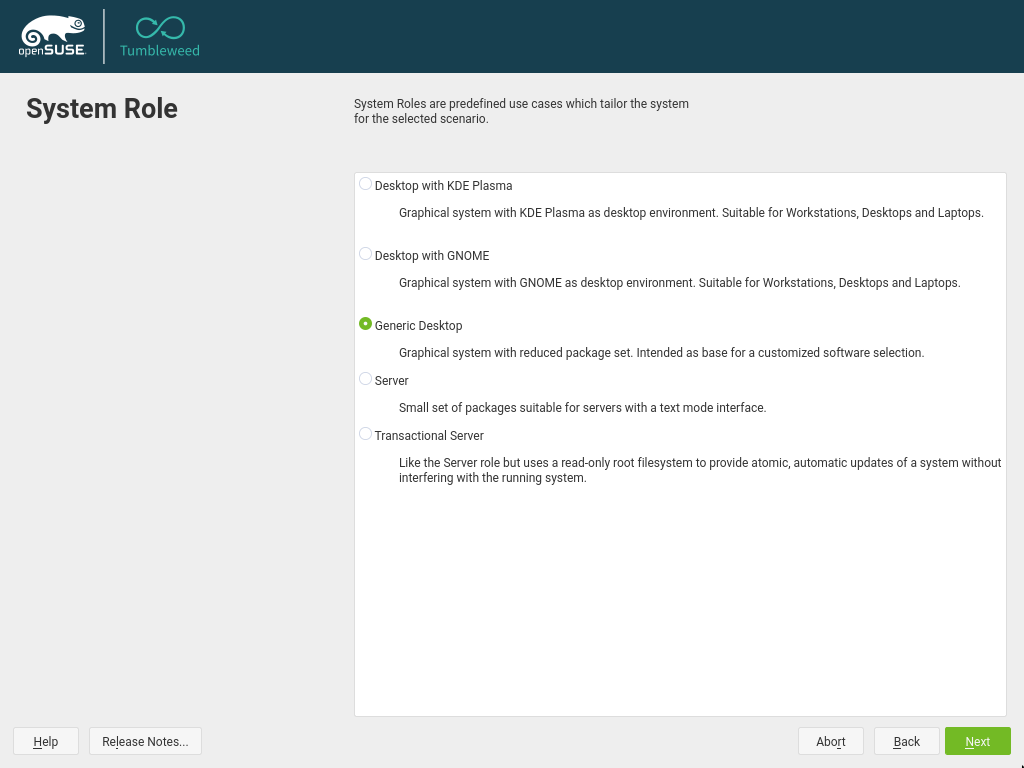 openSUSE
Tumbleweed
System Role
System Roles are predefined use cases which tailor the system
for the selected scenario.
Desktop with KDE Plasma
Graphical system with KDE Plasma as desktop environment. Suitable for Workstations, Desktops and Laptops.
Desktop with GNOME
Graphical system with GNOME as desktop environment. Suitable for Workstations, Desktops and Laptops.
Generic Desktop
Graphical system with reduced package set. Intended as base for a customized software selection.
Server
Small set of packages suitable for servers with a text mode interface.
Transactional Server
Like the Server role but uses a read-only root filesystem to provide atomic, automatic updates of a system without
interfering with the running system.
Help Release Notes... Abort Back Next